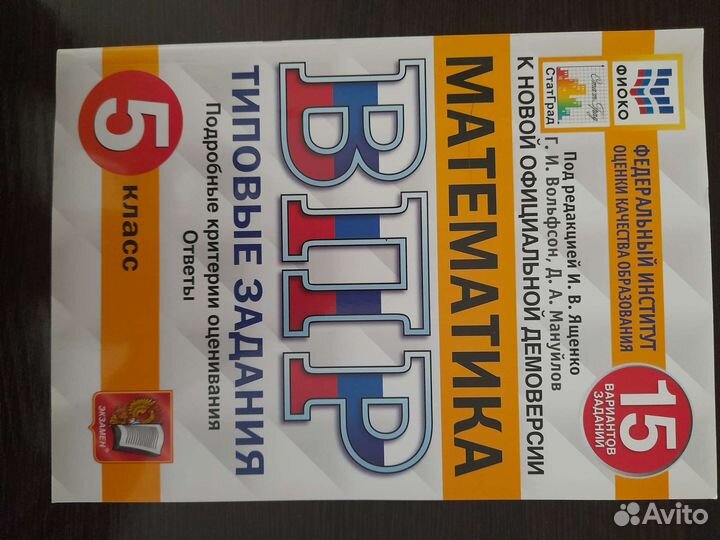 ФИОКО
ФЕДЕРАЛЬНЫЙ ИНСТИТУТ
ОЦЕНКИ КАЧЕСТВА ОБРАЗОВАНИЯ
15
ВАРИАНТОВ
ЗАДАНИЙ
СтатГрад
СтатГрад
Под редакцией И. В. Ященко
Г. И. Вольфсон, Д. А. Мануйлов
К НОВОЙ ОФИЦИАЛЬНОЙ ДЕМОВЕРСИИ
МАТЕМАТИКА
ВПР
ТИПОВЫЕ ЗАДАНИЯ
Подробные критерии оценивания
Ответы
5 класс
ЭКЗАМЕН®
Avito